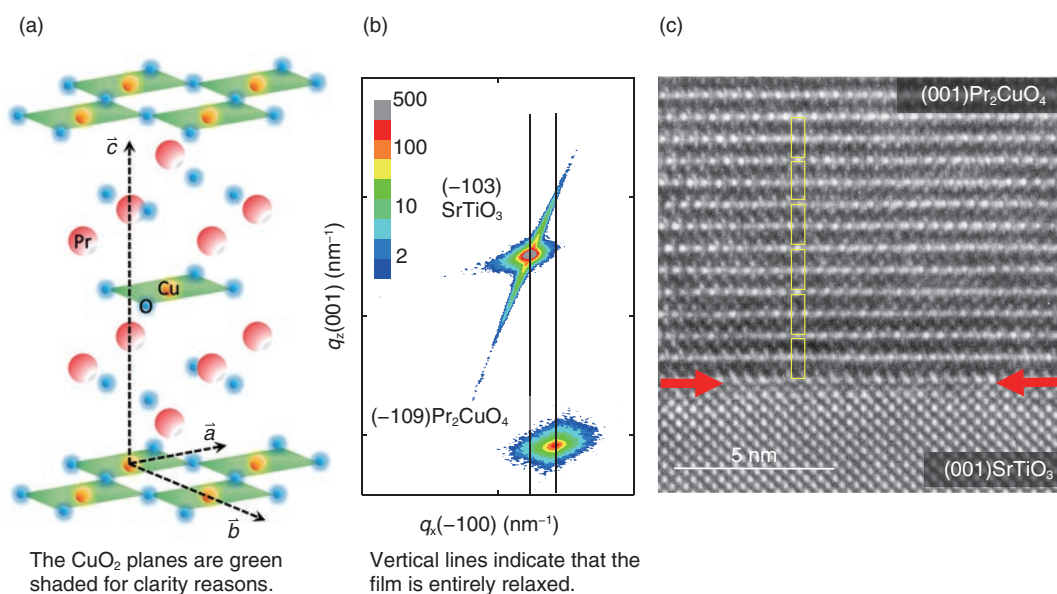 (a)
c
Pr
Cu
O
a
b
The CuO₂ planes are green
shaded for clarity reasons.
(b)
500
100
10
2
(−103)
SrTiO₃
(−109)Pr₂CuO₄
q_z(001) (nm⁻¹)
q_x(−100) (nm⁻¹)
Vertical lines indicate that the
film is entirely relaxed.
(c)
(001)Pr₂CuO₄
5 nm
(001)SrTiO₃